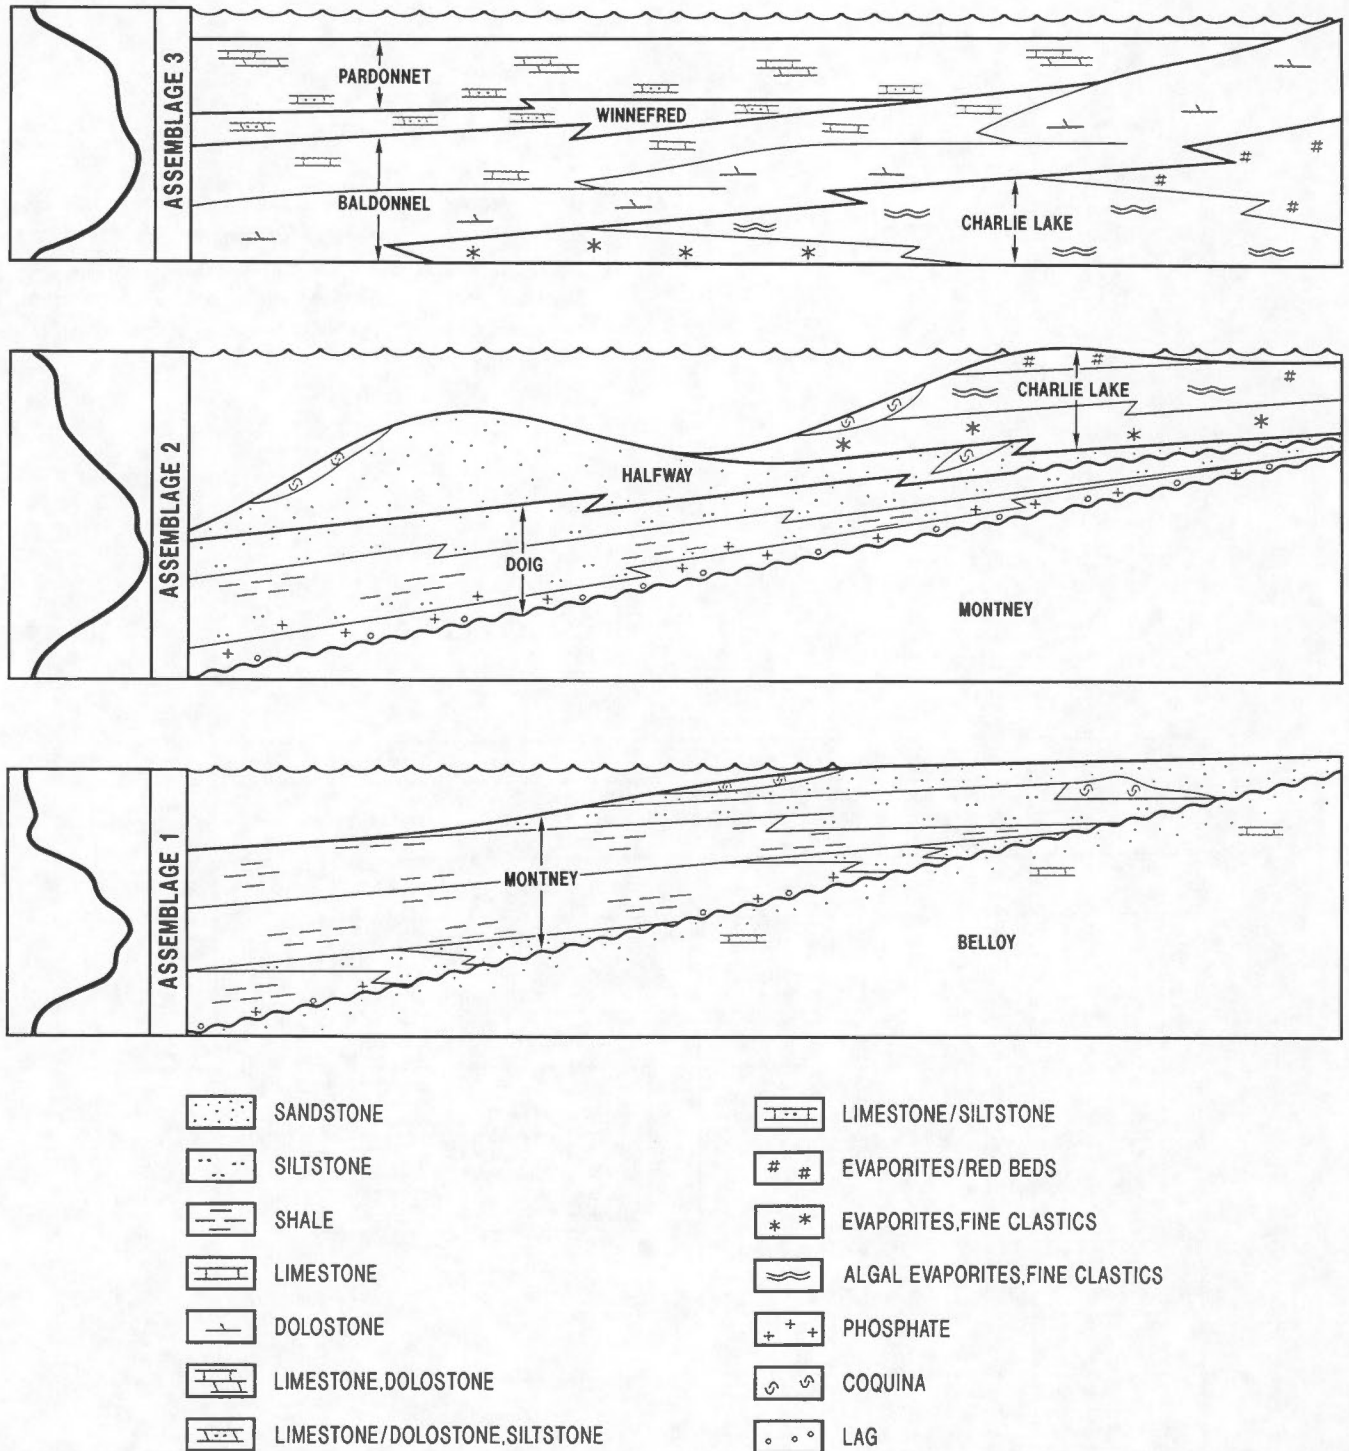 ASSEMBLAGE 3
PARDONNET
WINNEFRED
BALDONNEL
CHARLIE LAKE
ASSEMBLAGE 2
CHARLIE LAKE
HALFWAY
DOIG
MONTNEY
ASSEMBLAGE 1
MONTNEY
BELLOY
SANDSTONE
SILTSTONE
SHALE
LIMESTONE
DOLOSTONE
LIMESTONE,DOLOSTONE
LIMESTONE/DOLOSTONE,SILTSTONE
LIMESTONE/SILTSTONE
EVAPORITES/RED BEDS
EVAPORITES,FINE CLASTICS
ALGAL EVAPORITES,FINE CLASTICS
PHOSPHATE
COQUINA
LAG